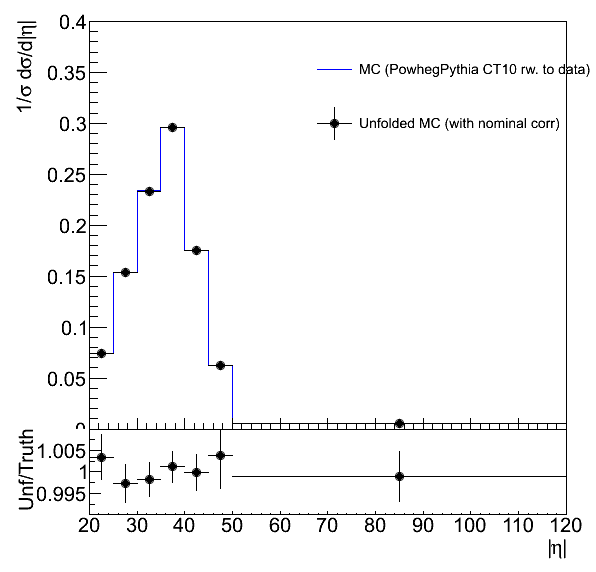 1/σ dσ/d|η|
0.4
0.35
0.3
0.25
0.2
0.15
0.1
0.05
0
MC (PowhegPythia CT10 rw. to data)
Unfolded MC (with nominal corr)
Unf/Truth
1.005
1
0.995
20 30 40 50 60 70 80 90 100 110 120
|η|